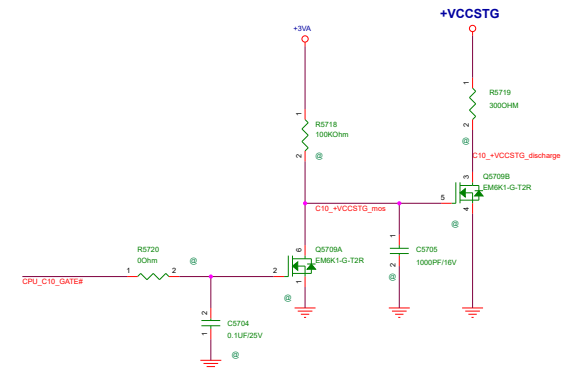 +VCCSTG
+3VA
1
R5719
300OHM
2
@
C10_+VCCSTG_discharge
1
R5718
100KOhm
2
@
3
Q5709B
EM6K1-G-T2R
5
4
@
C10_+VCCSTG_mos
6
Q5709A
EM6K1-G-T2R
2
1
@
1
C5705
1000PF/16V
2
@
R5720
0Ohm
1
2
@
CPU_C10_GATE#
2
C5704
0.1UF/25V
1
@